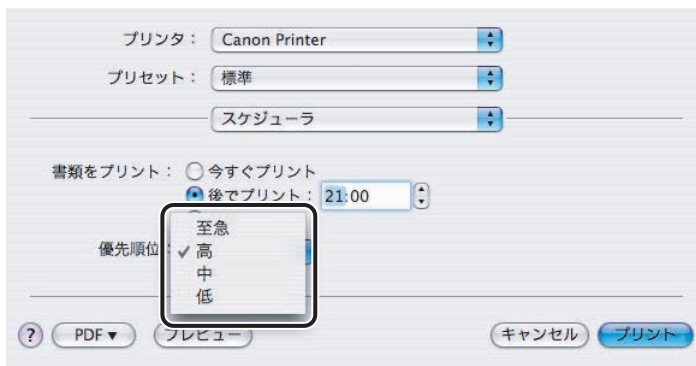 プリンタ： Canon Printer
プリセット： 標準
スケジューラ
書類をプリント： 今すぐプリント
後でプリント： 21:00
優先順位：
至急
✓ 高
中
低
? PDF▼ プレビュー キャンセル プリント